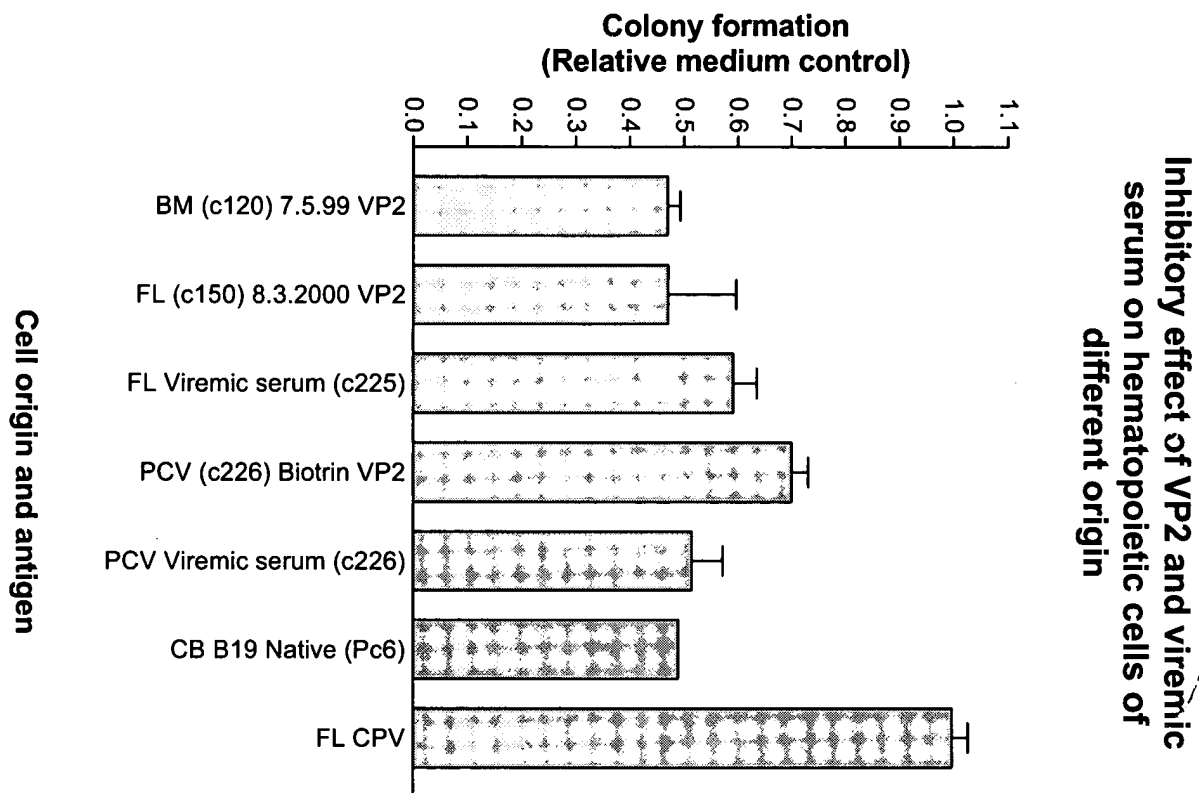 Inhibitory effect of VP2 and viremic
serum on hematopoietic cells of
different origin
Colony formation
(Relative medium control)
0.0
0.1
0.2
0.3
0.4
0.5
0.6
0.7
0.8
0.9
1.0
1.1
BM (c120) 7.5.99 VP2
FL (c150) 8.3.2000 VP2
FL Viremic serum (c225)
PCV (c226) Biotrin VP2
PCV Viremic serum (c226)
CB B19 Native (Pc6)
FL CPV
Cell origin and antigen